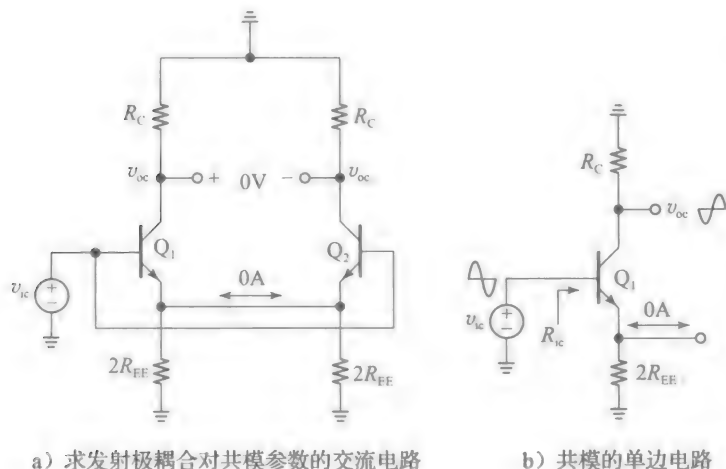 R_C
R_C
v_oc + 0V − v_oc
Q_1
Q_2
0A
v_ic + −
2R_EE
2R_EE
R_C
v_oc
Q_1
v_ic + −
R_ic
0A
2R_EE
a）求发射极耦合对共模参数的交流电路
b）共模的单边电路